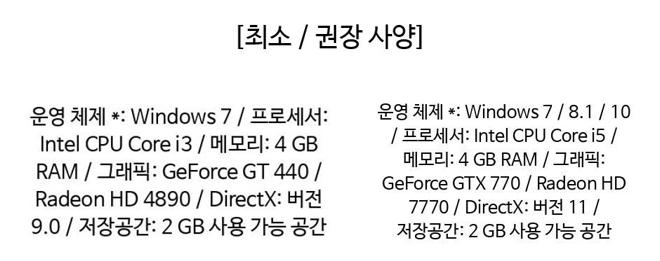 [최소 / 권장 사양]
운영 체제 *: Windows 7 / 프로세서:
Intel CPU Core i3 / 메모리: 4 GB
RAM / 그래픽: GeForce GT 440 /
Radeon HD 4890 / DirectX: 버전
9.0 / 저장공간: 2 GB 사용 가능 공간
운영 체제 *: Windows 7 / 8.1 / 10
/ 프로세서: Intel CPU Core i5 /
메모리: 4 GB RAM / 그래픽:
GeForce GTX 770 / Radeon HD
7770 / DirectX: 버전 11 /
저장공간: 2 GB 사용 가능 공간